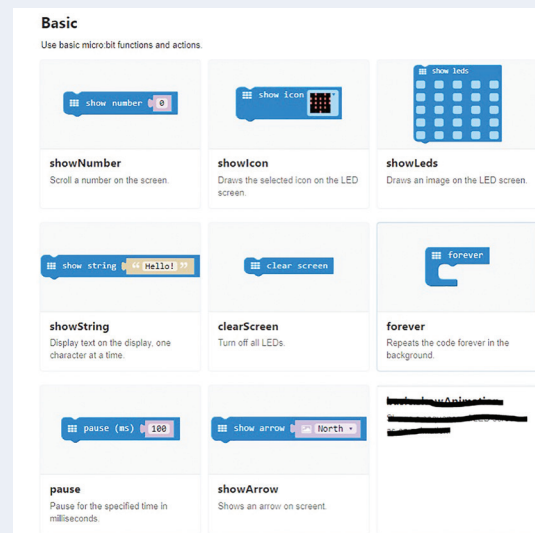 Basic
Use basic micro:bit functions and actions.
show number 0
show icon
show leds
showNumber
Scroll a number on the screen.
showIcon
Draws the selected icon on the LED
screen.
showLeds
Draws an image on the LED screen.
show string “ Hello! ”
clear screen
forever
showString
Display text on the display, one
character at a time.
clearScreen
Turn off all LEDs.
forever
Repeats the code forever in the
background.
pause (ms) 100
show arrow North
pause
Pause for the specified time in
milliseconds.
showArrow
Shows an arrow on screent.